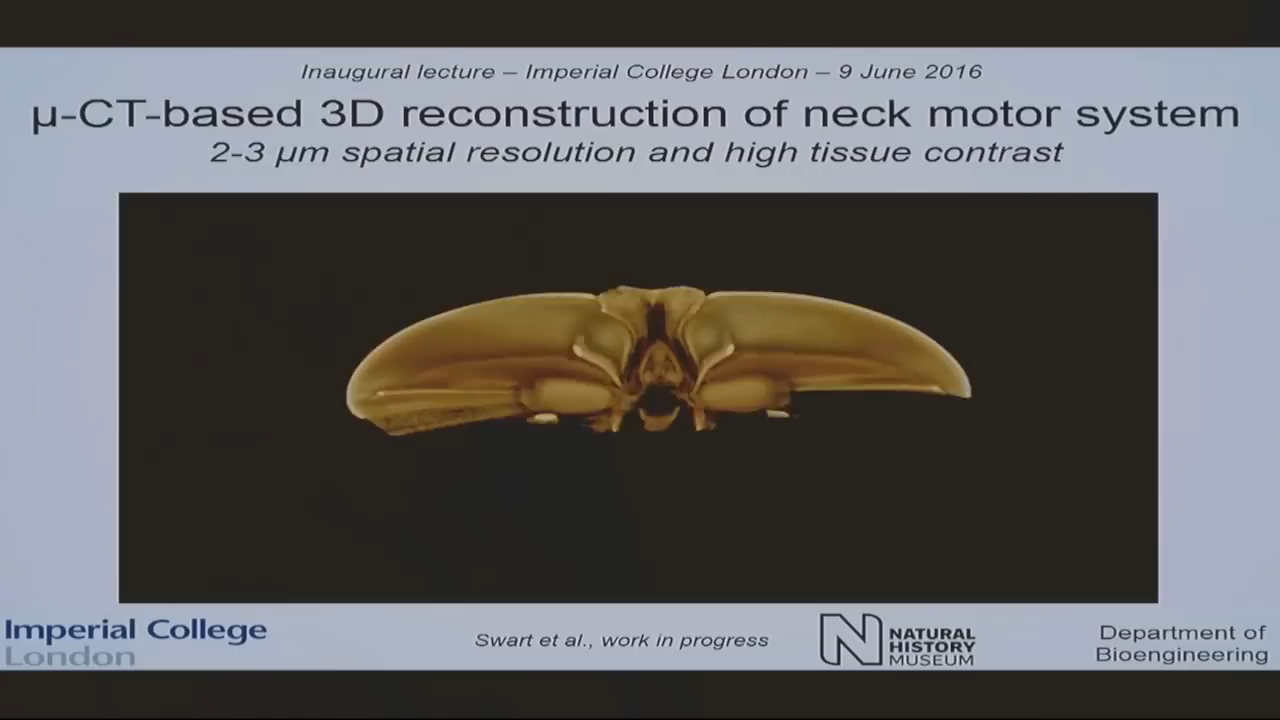 Inaugural lecture – Imperial College London – 9 June 2016
µ-CT-based 3D reconstruction of neck motor system
2-3 µm spatial resolution and high tissue contrast
Imperial College
London
Swart et al., work in progress
N
NATURAL
HISTORY
MUSEUM
Department of
Bioengineering